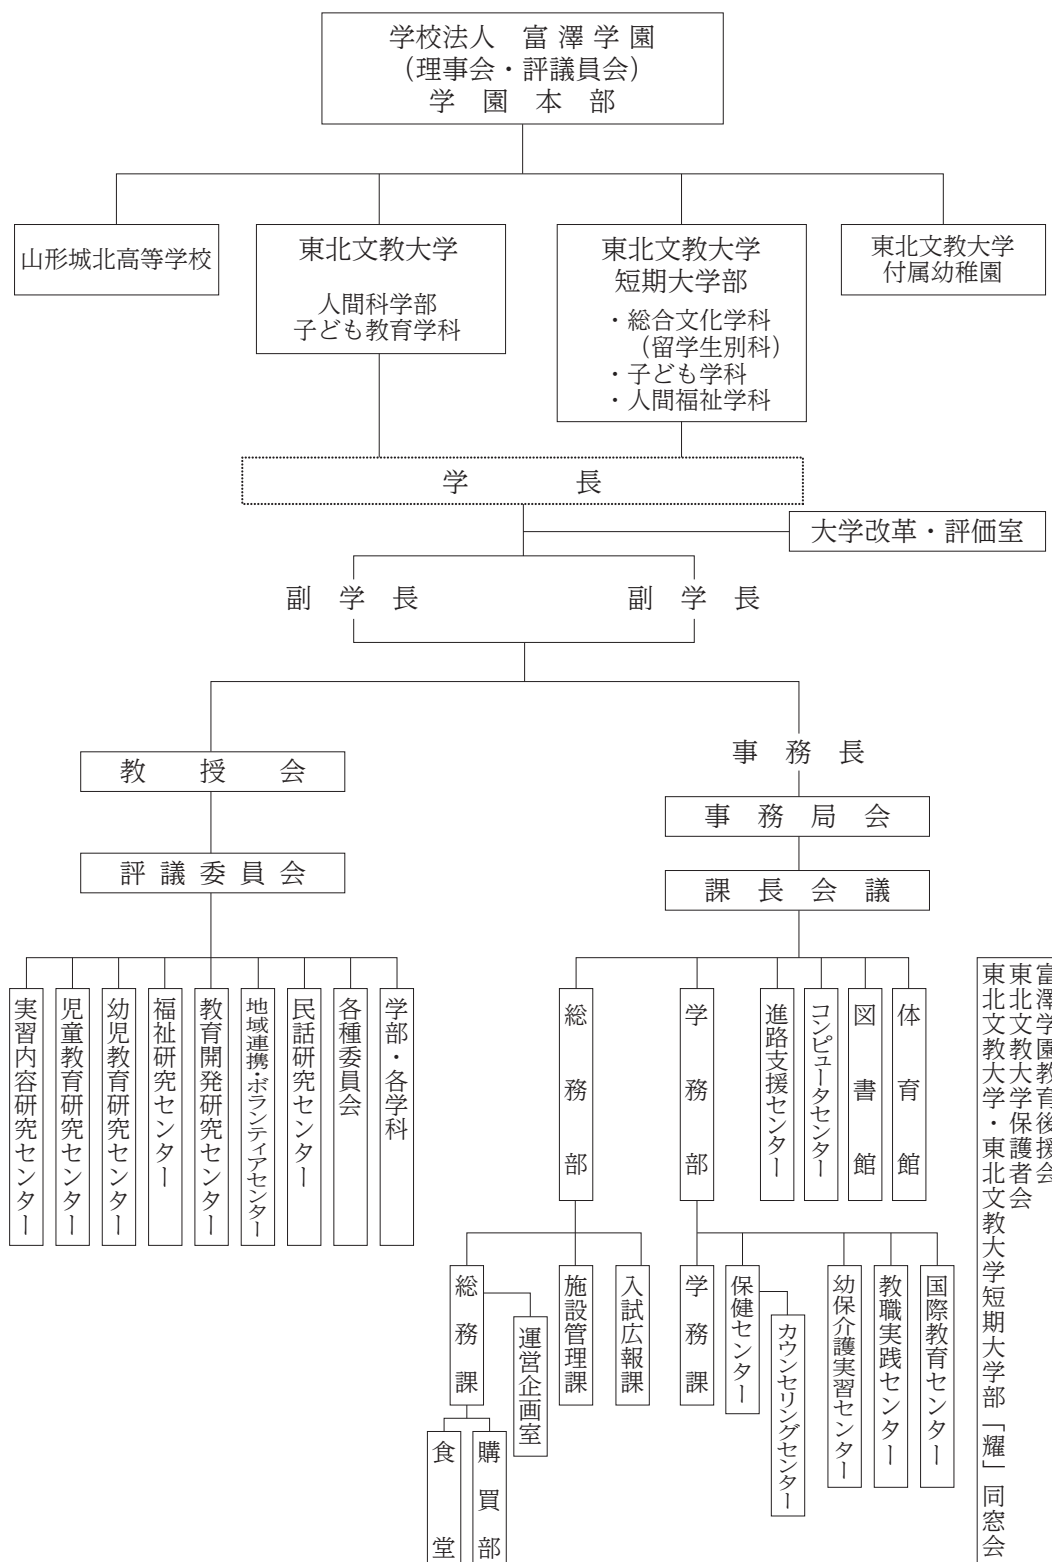 学校法人　富澤学園
（理事会・評議員会）
学園本部
山形城北高等学校
東北文教大学
人間科学部
子ども教育学科
東北文教大学
短期大学部
・総合文化学科
（留学生別科）
・子ども学科
・人間福祉学科
東北文教大学
付属幼稚園
学長
大学改革・評価室
副学長
副学長
教授会
評議委員会
事務長
事務局会
課長会議
実習内容研究センター
児童教育研究センター
幼児教育研究センター
福祉研究センター
教育開発研究センター
地域連携・ボランティアセンター
民話研究センター
各種委員会
学部・各学科
総務部
学務部
進路支援センター
コンピュータセンター
図書館
体育館
総務課
運営企画室
施設管理課
入試広報課
学務課
保健センター
カウンセリングセンター
幼保介護実習センター
教職実践センター
国際教育センター
食堂
購買部
富澤学園教育後援会
東北文教大学保護者会
東北文教大学・東北文教大学短期大学部「耀」同窓会